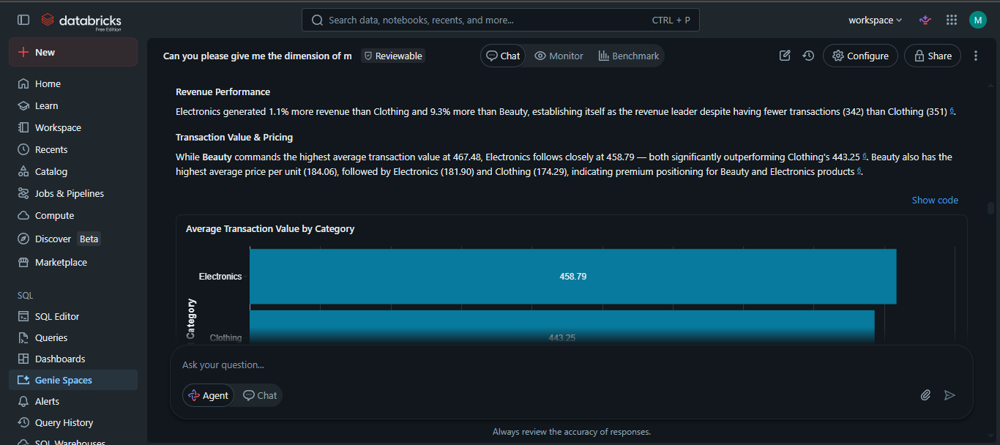 databricks
Free Edition
Search data, notebooks, recents, and more...
CTRL + P
workspace
M
New
Home
Learn
Workspace
Recents
Catalog
Jobs & Pipelines
Compute
Discover Beta
Marketplace
SQL
SQL Editor
Queries
Dashboards
Genie Spaces
Alerts
Query History
SQL Warehouses
Can you please give me the dimension of m
Reviewable
Chat
Monitor
Benchmark
Configure
Share
Revenue Performance
Electronics generated 1.1% more revenue than Clothing and 9.3% more than Beauty, establishing itself as the revenue leader despite having fewer transactions (342) than Clothing (351) 6.
Transaction Value & Pricing
While Beauty commands the highest average transaction value at 467.48, Electronics follows closely at 458.79 — both significantly outperforming Clothing's 443.25 6. Beauty also has the
highest average price per unit (184.06), followed by Electronics (181.90) and Clothing (174.29), indicating premium positioning for Beauty and Electronics products 6.
Show code
Average Transaction Value by Category
Electronics
458.79
Category
Clothing
443.25
Ask your question...
Agent
Chat
Always review the accuracy of responses.